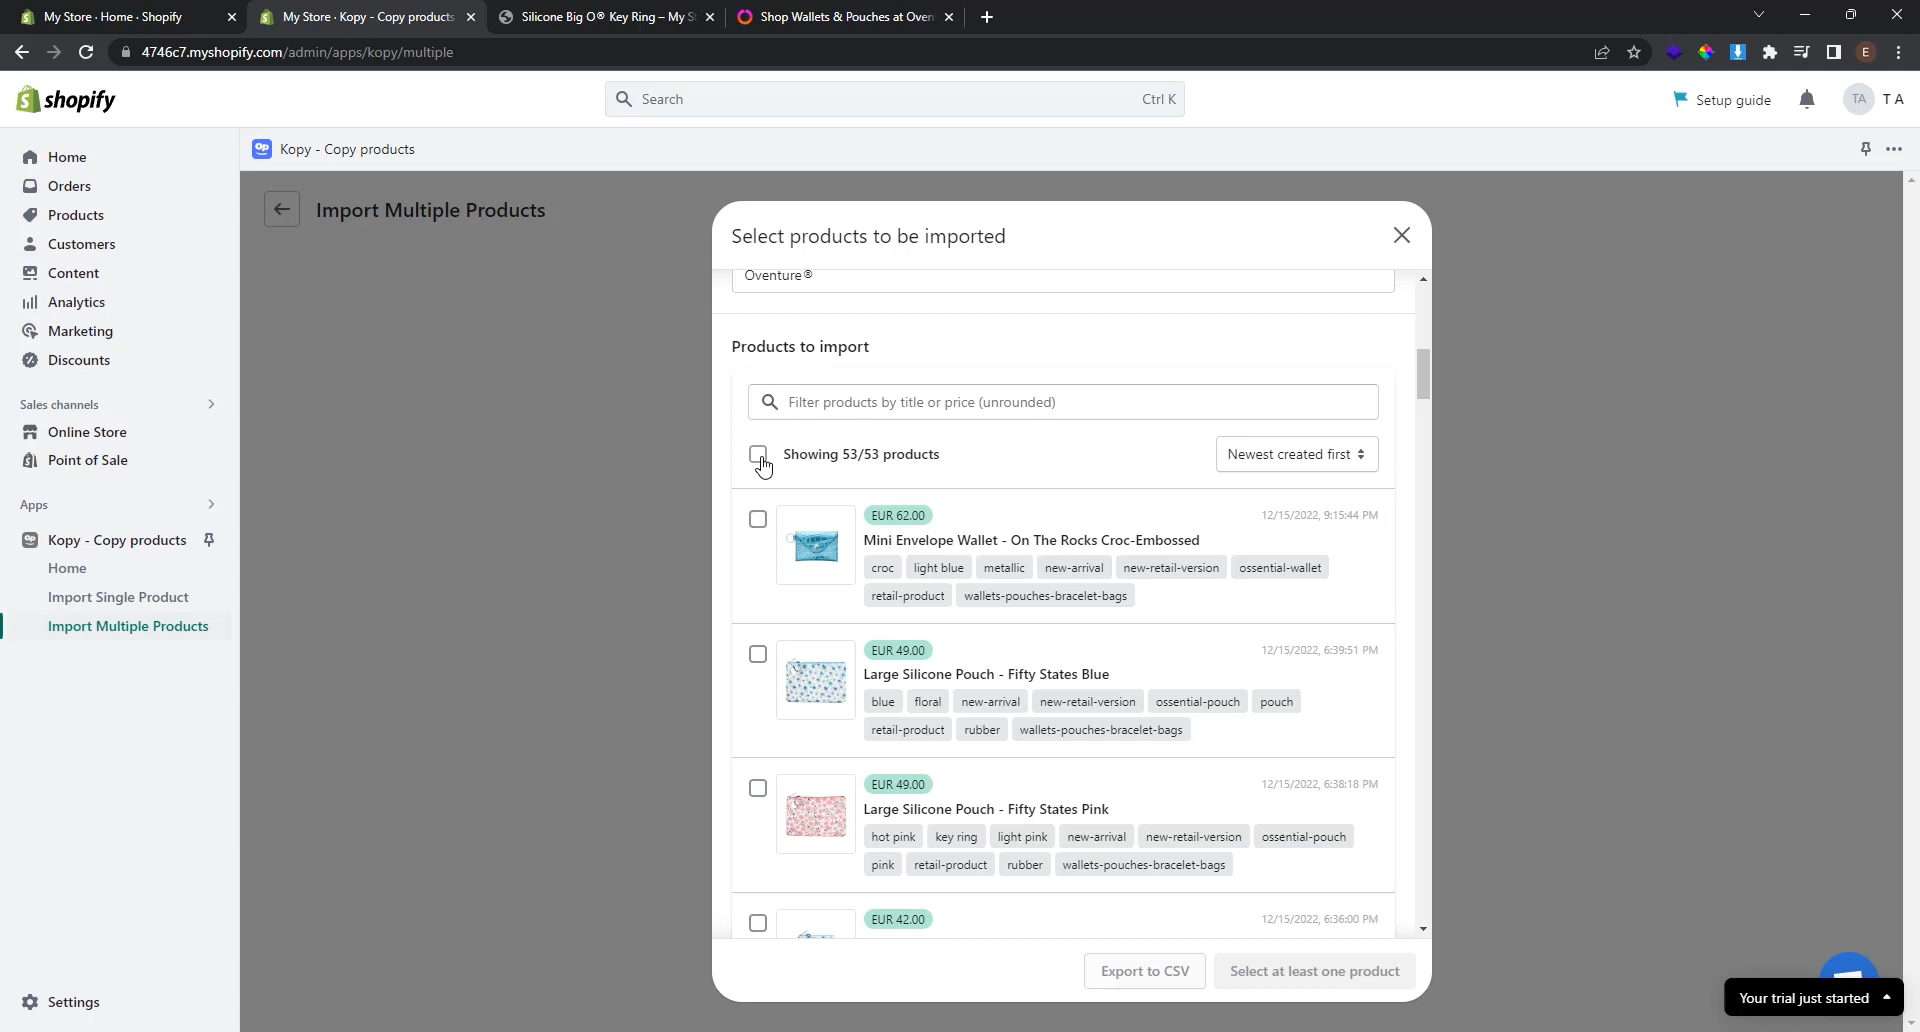 My Store · Home · Shopify
My Store · Kopy - Copy products
Silicone Big O® Key Ring – My S
Shop Wallets & Pouches at Oven
4746c7.myshopify.com/admin/apps/kopy/multiple
E
shopify
Search
Ctrl K
Setup guide
TA
T A
Home
Orders
Products
Customers
Content
Analytics
Marketing
Discounts
Sales channels
Online Store
Point of Sale
Apps
Kopy - Copy products
Home
Import Single Product
Import Multiple Products
Settings
Kopy - Copy products
Import Multiple Products
Select products to be imported
Oventure®
Products to import
Filter products by title or price (unrounded)
Showing 53/53 products
Newest created first
EUR 62.00
12/15/2022, 9:15:44 PM
Mini Envelope Wallet - On The Rocks Croc-Embossed
croc light blue metallic new-arrival new-retail-version ossential-wallet
retail-product wallets-pouches-bracelet-bags
EUR 49.00
12/15/2022, 6:39:51 PM
Large Silicone Pouch - Fifty States Blue
blue floral new-arrival new-retail-version ossential-pouch pouch
retail-product rubber wallets-pouches-bracelet-bags
EUR 49.00
12/15/2022, 6:38:18 PM
Large Silicone Pouch - Fifty States Pink
hot pink key ring light pink new-arrival new-retail-version ossential-pouch
pink retail-product rubber wallets-pouches-bracelet-bags
EUR 42.00
12/15/2022, 6:36:00 PM
Export to CSV
Select at least one product
Your trial just started